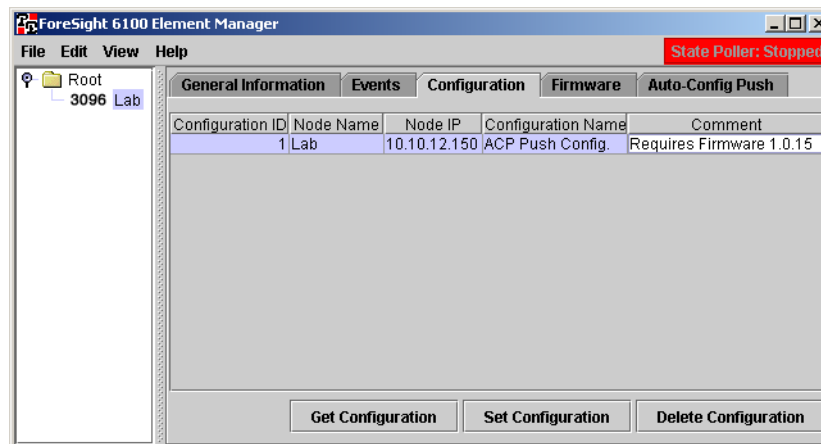 ForeSight 6100 Element Manager
File Edit View Help State Poller: Stopped
Root
3096 Lab
General Information Events Configuration Firmware Auto-Config Push
Configuration ID Node Name Node IP Configuration Name Comment
1 Lab 10.10.12.150 ACP Push Config. Requires Firmware 1.0.15
Get Configuration Set Configuration Delete Configuration